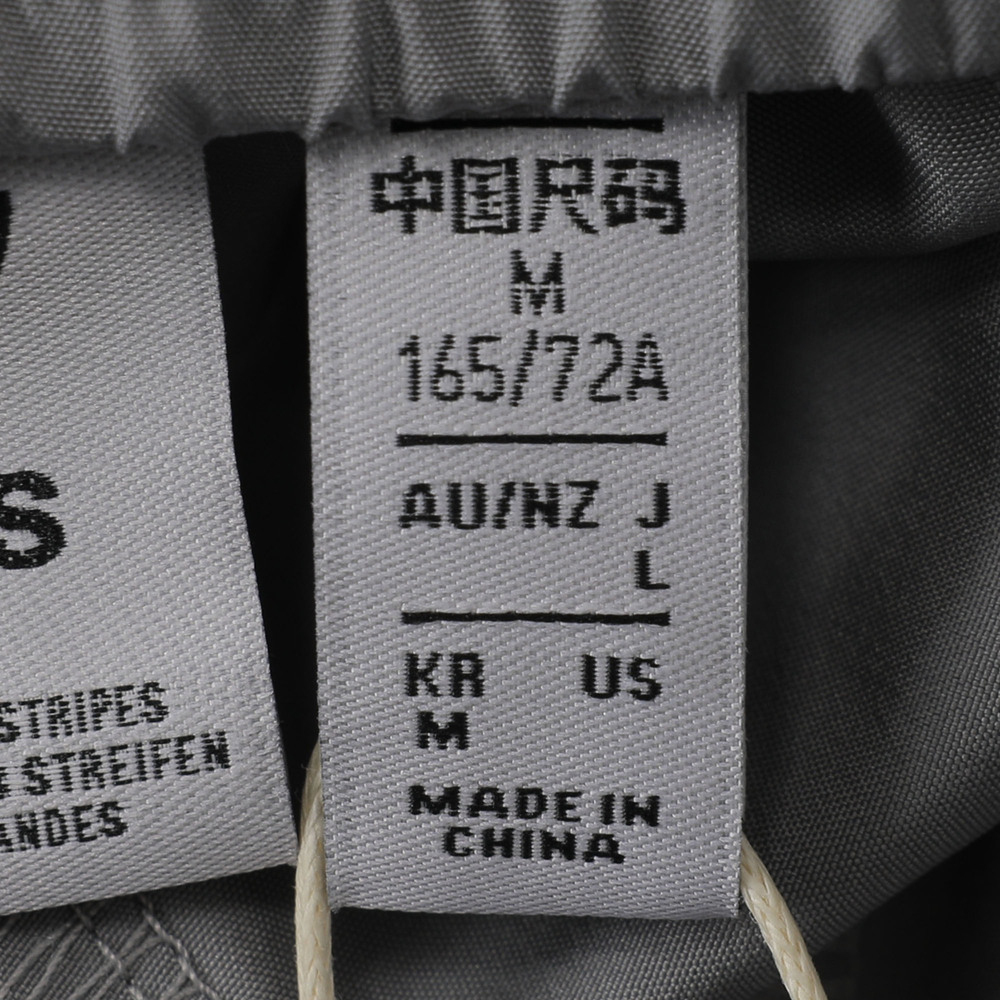 中国尺码
M
165/72A
AU/NZ J
L
KR US
M
MADE IN
CHINA
S
STRIPES
STREIFEN
ANDES